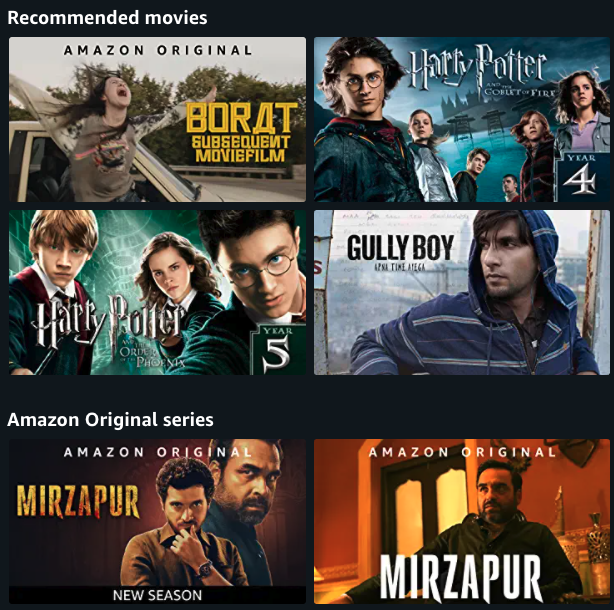 Recommended movies
AMAZON ORIGINAL
BORAT
SUBSEQUENT
MOVIEFILM
Harry Potter
AND THE
GOBLET OF FIRE
YEAR
4
Harry Potter
AND THE
ORDER
OF THE PHOENIX
YEAR
5
GULLY BOY
APNA TIME AYEGA
Amazon Original series
AMAZON ORIGINAL
MIRZAPUR
NEW SEASON
AMAZON ORIGINAL
MIRZAPUR